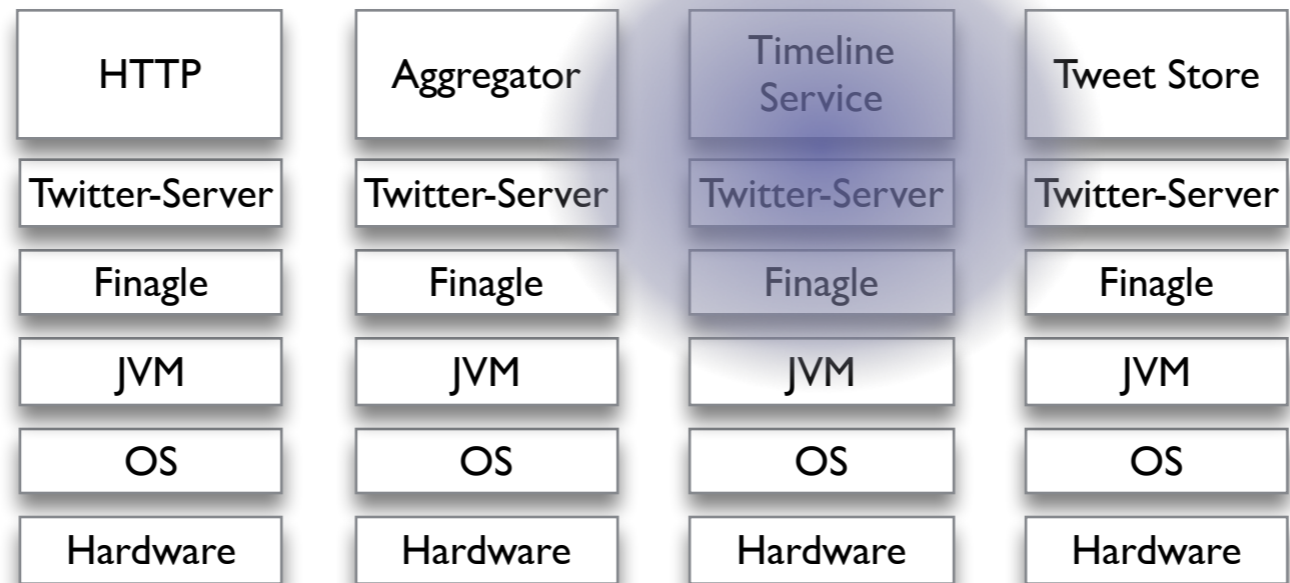 HTTP Aggregator Timeline Service Tweet Store
Twitter-Server Twitter-Server Twitter-Server Twitter-Server
Finagle Finagle Finagle Finagle
JVM JVM JVM JVM
OS OS OS OS
Hardware Hardware Hardware Hardware